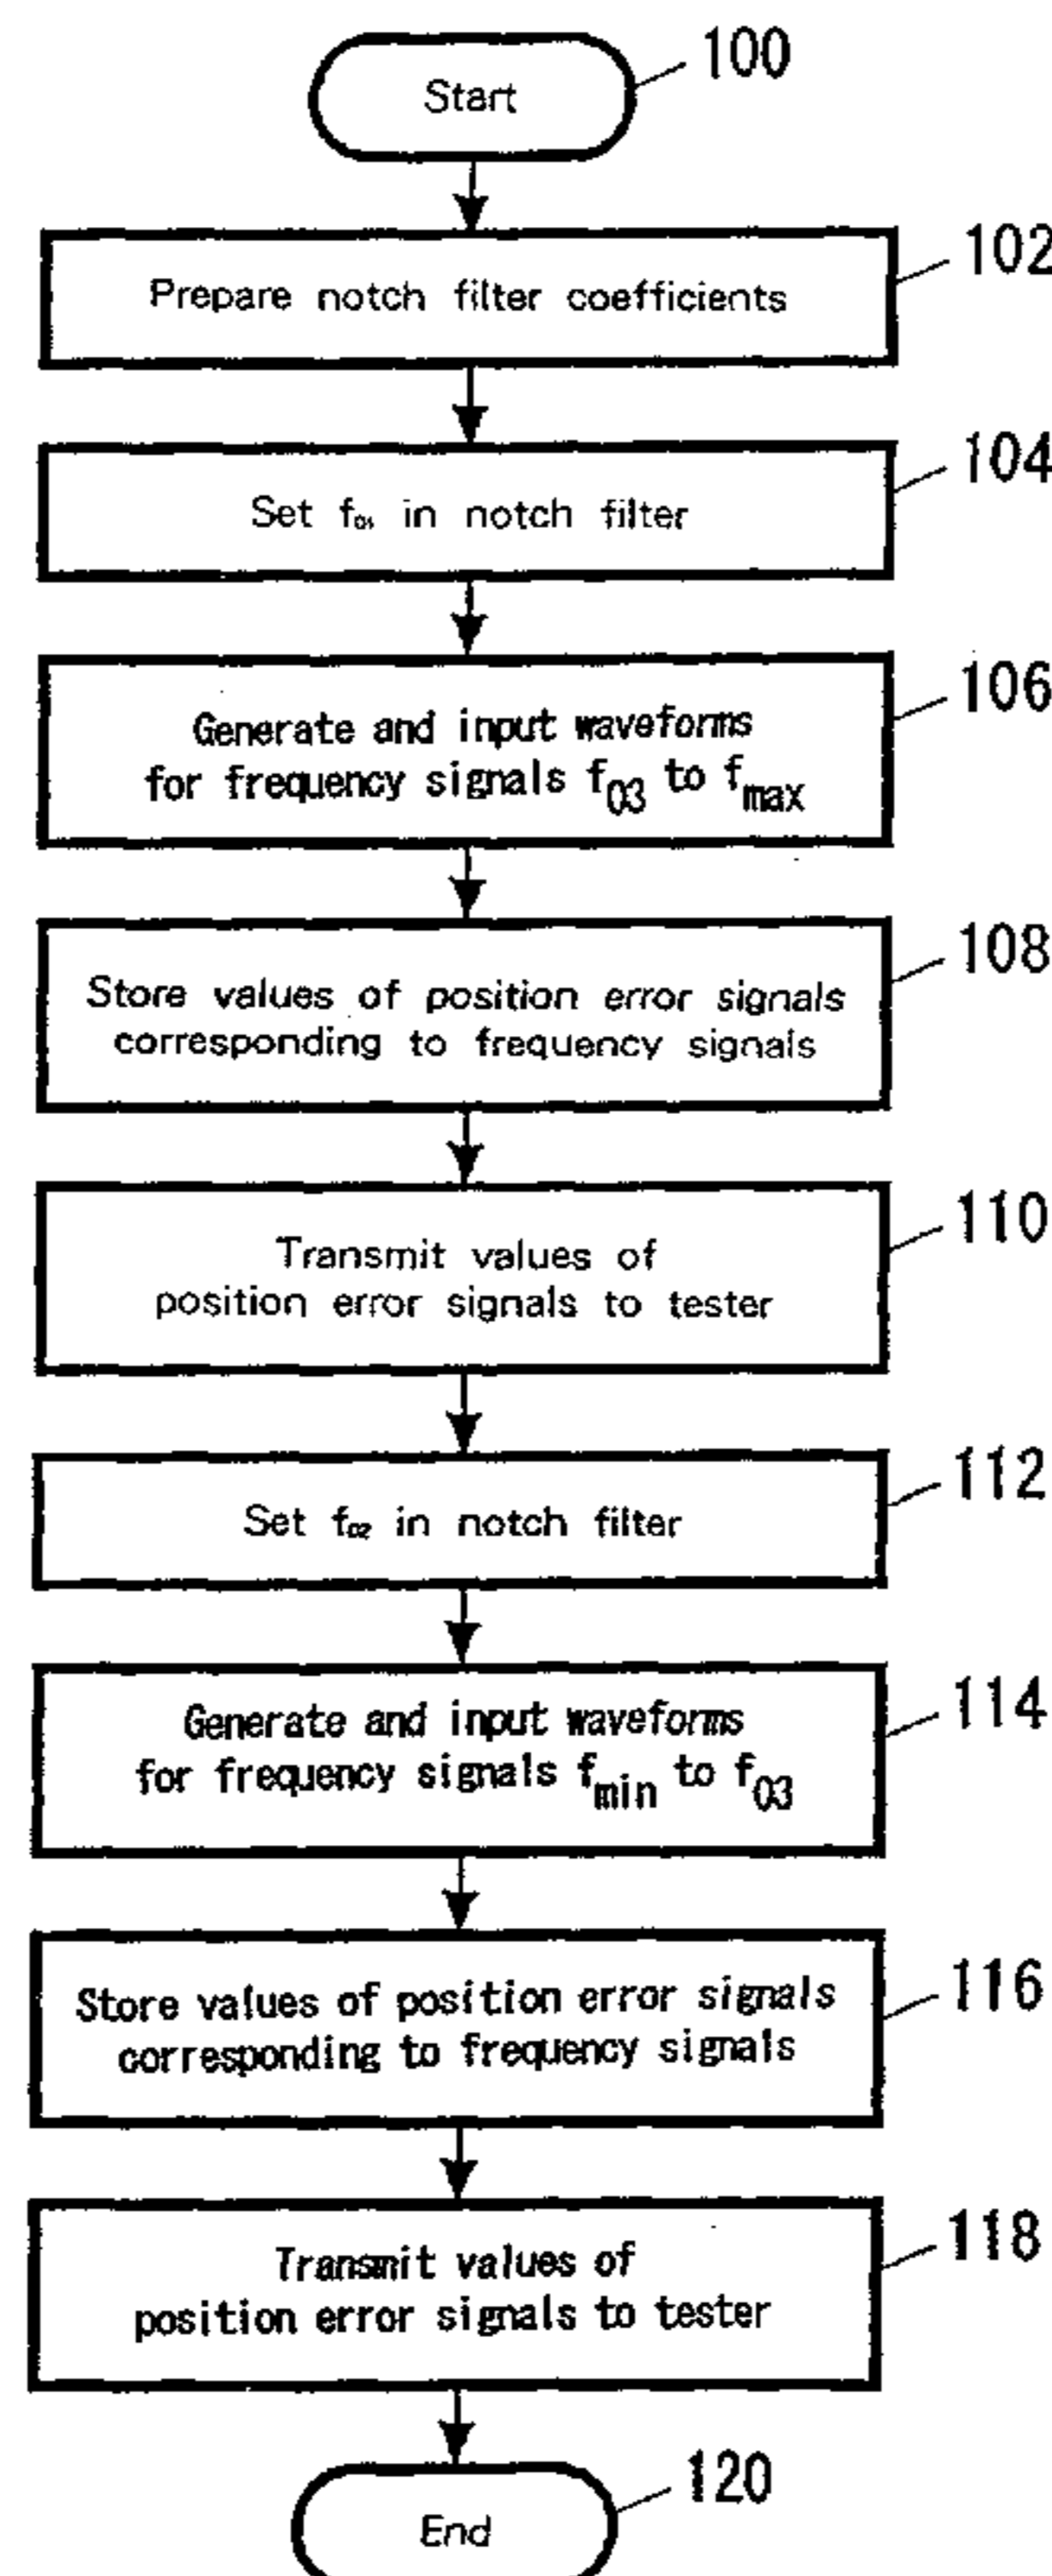 Start
100
Prepare notch filter coefficients
102
Set f01 in notch filter
104
Generate and input waveforms
for frequency signals f03 to fmax
106
Store values of position error signals
corresponding to frequency signals
108
Transmit values of
position error signals to tester
110
Set f02 in notch filter
112
Generate and input waveforms
for frequency signals fmin to f03
114
Store values of position error signals
corresponding to frequency signals
116
Transmit values of
position error signals to tester
118
End
120